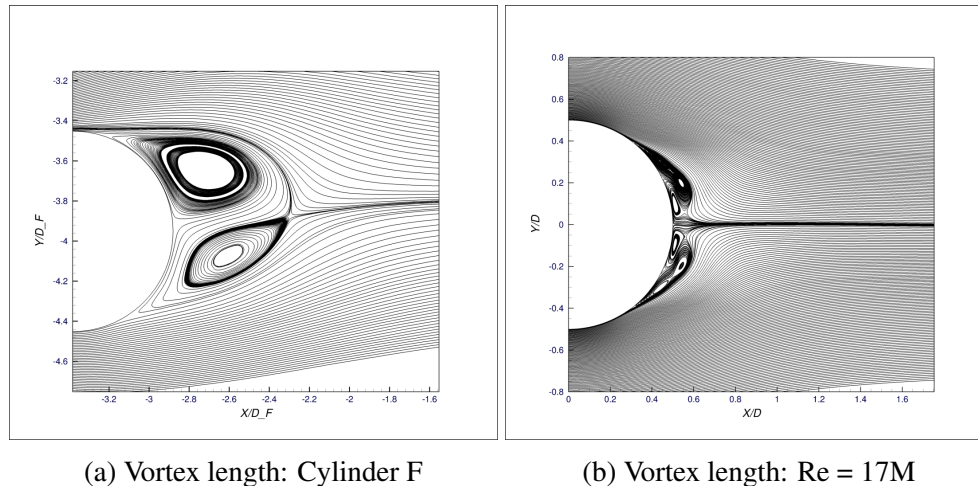 -3.2
-3.4
-3.6
-3.8
-4
-4.2
-4.4
-4.6
Y/D_F
-3.2 -3 -2.8 -2.6 -2.4 -2.2 -2 -1.8 -1.6
X/D_F
(a) Vortex length: Cylinder F
0.8
0.6
0.4
0.2
0
-0.2
-0.4
-0.6
-0.8
Y/D
0 0.2 0.4 0.6 0.8 1 1.2 1.4 1.6
X/D
(b) Vortex length: Re = 17M